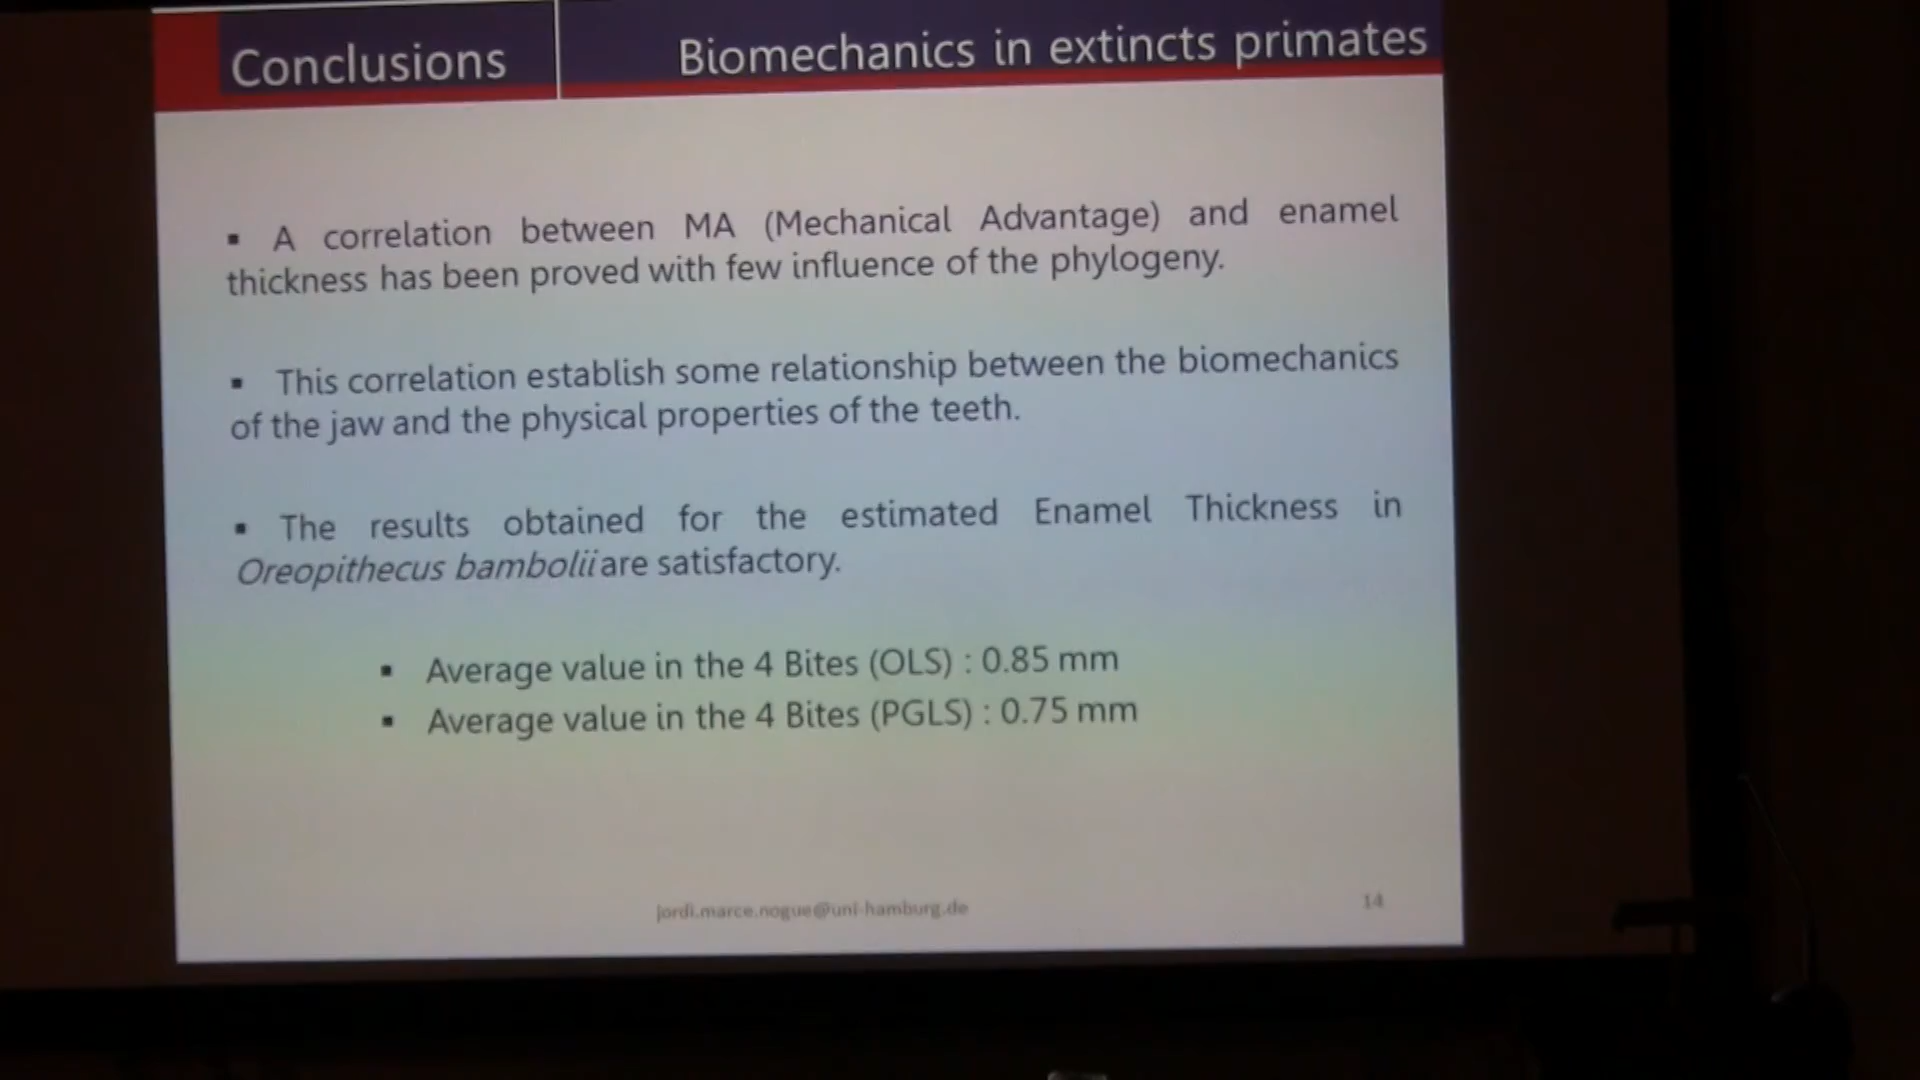 Conclusions
Biomechanics in extincts primates
▪ A correlation between MA (Mechanical Advantage) and enamel
thickness has been proved with few influence of the phylogeny.
▪ This correlation establish some relationship between the biomechanics
of the jaw and the physical properties of the teeth.
▪ The results obtained for the estimated Enamel Thickness in
Oreopithecus bamboliiare satisfactory.
▪ Average value in the 4 Bites (OLS) : 0.85 mm
▪ Average value in the 4 Bites (PGLS) : 0.75 mm
jordi.marce.nogue@uni-hamburg.de
14